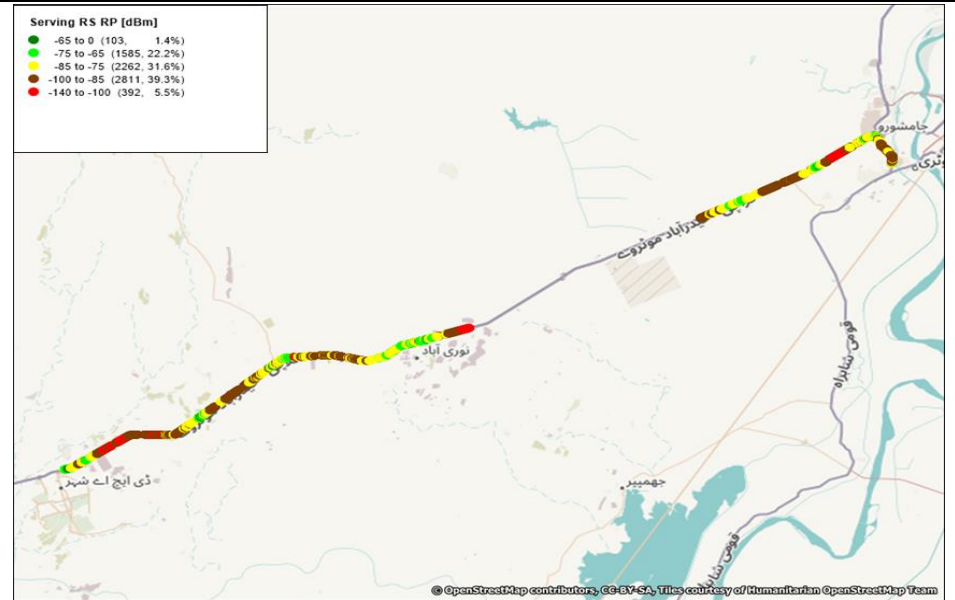 Serving RS RP [dBm]
-65 to 0 (103, 1.4%)
-75 to -65 (1585, 22.2%)
-85 to -75 (2262, 31.6%)
-100 to -85 (2811, 39.3%)
-140 to -100 (392, 5.5%)
جامشورو
موٹروے
نوری آباد
قومی شاہراہ
ڈی ایچ اے شہر
جھمپیر
قومی
© OpenStreetMap contributors, CC-BY-SA, Tiles courtesy of Humanitarian OpenStreetMap Team